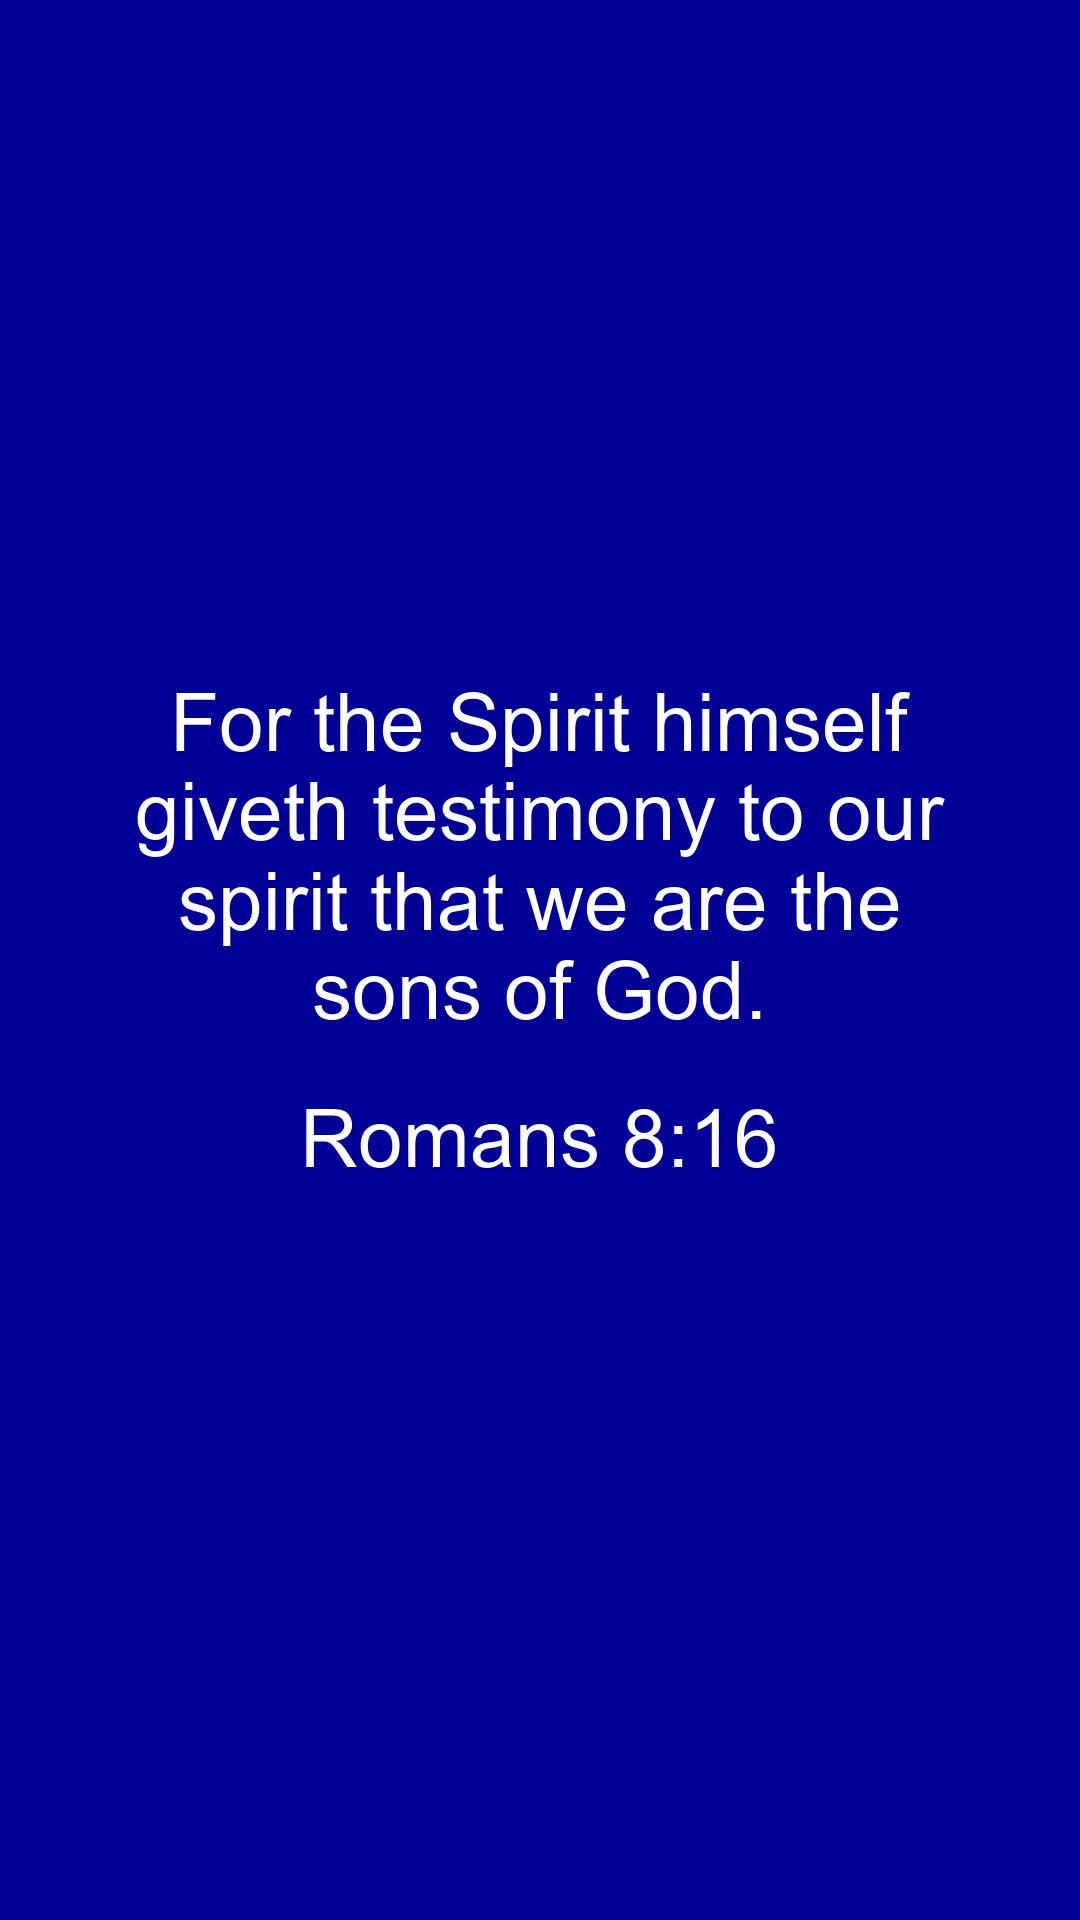 For the Spirit himself
giveth testimony to our
spirit that we are the
sons of God.
Romans 8:16